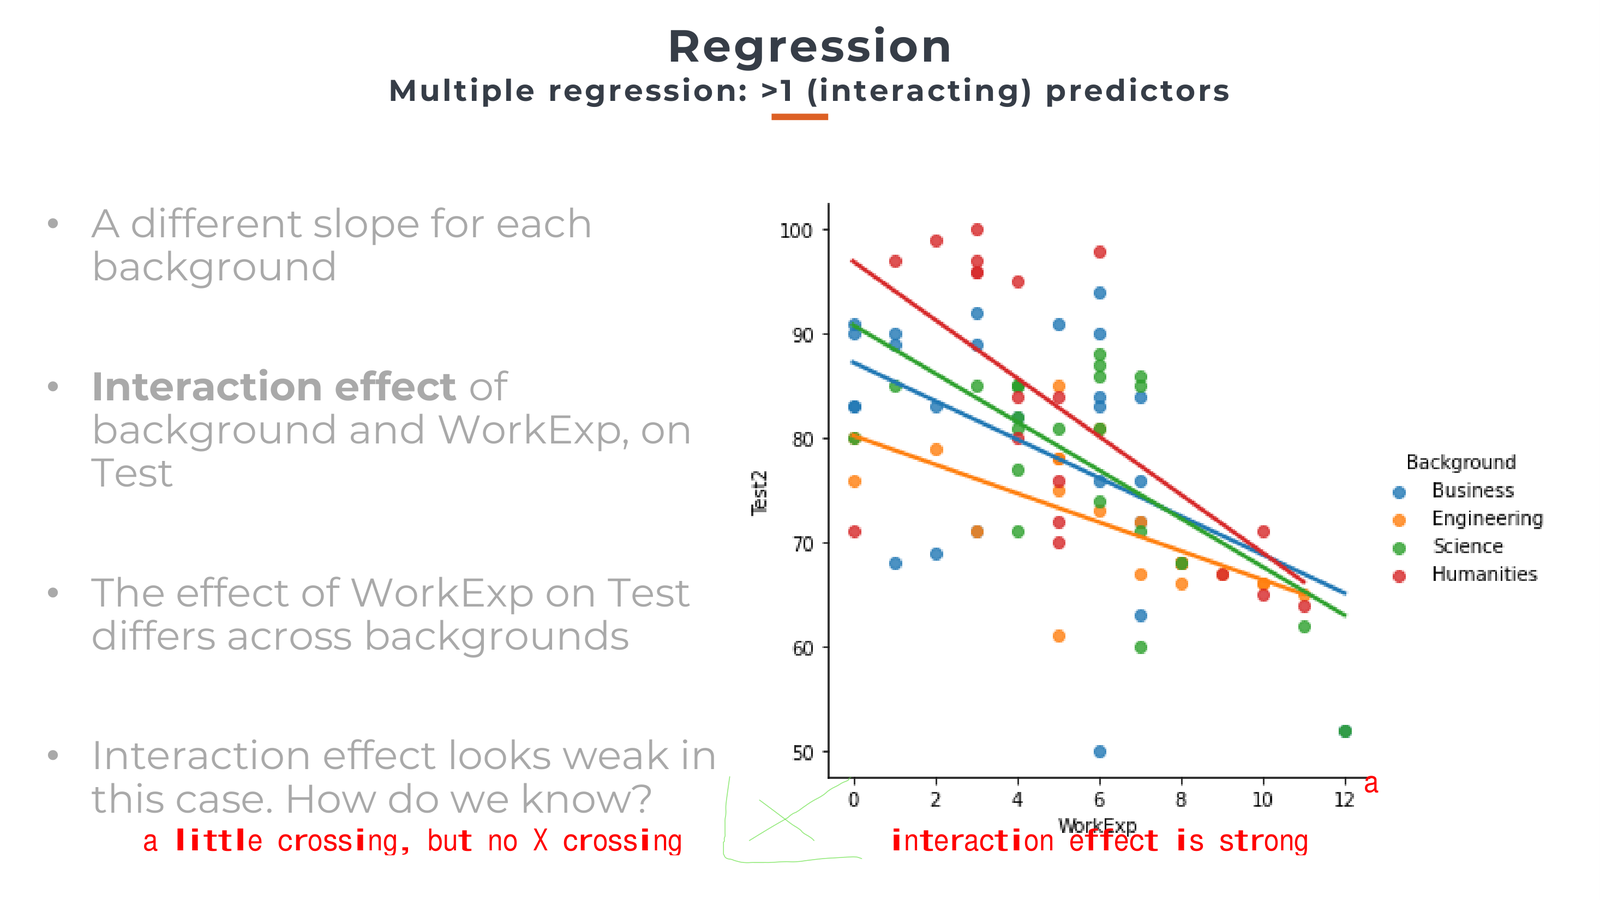 Regression
Multiple regression: >1 (interacting) predictors
• A different slope for each
background
• Interaction effect of
background and WorkExp, on
Test
• The effect of WorkExp on Test
differs across backgrounds
• Interaction effect looks weak in
this case. How do we know?
a little crossing, but no X crossing
100
90
80
70
60
50
Test2
0 2 4 6 8 10 12
WorkExp
a
interaction effect is strong
Background
Business
Engineering
Science
Humanities